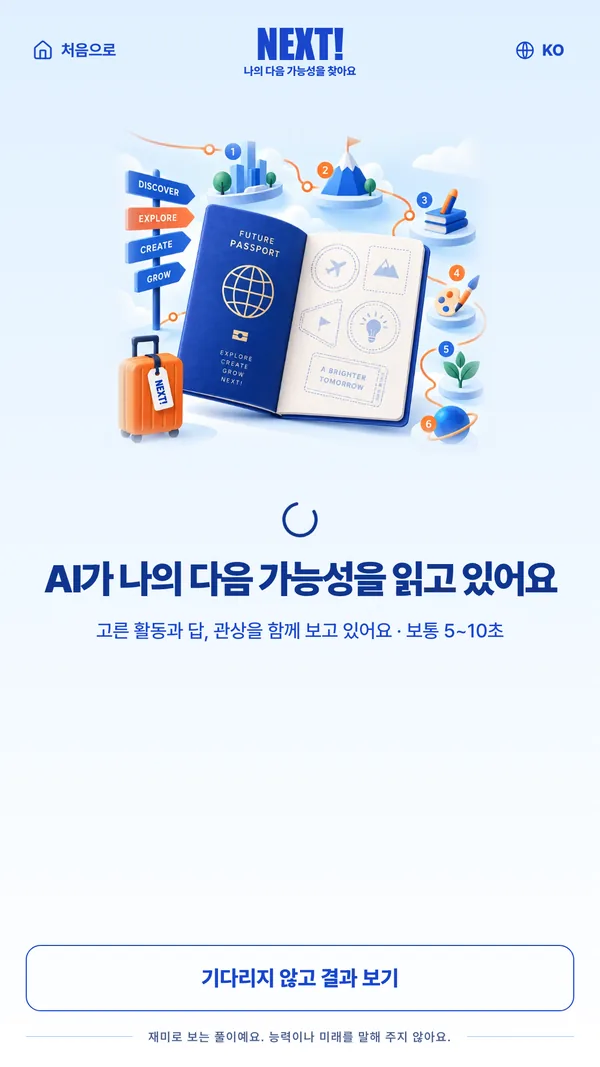 처음으로
NEXT!
나의 다음 가능성을 찾아요
KO
DISCOVER
EXPLORE
CREATE
GROW
1
2
3
4
5
6
FUTURE
PASSPORT
EXPLORE
CREATE
GROW
NEXT!
A BRIGHTER
TOMORROW
NEXT!
AI가 나의 다음 가능성을 읽고 있어요
고른 활동과 답, 관상을 함께 보고 있어요 · 보통 5~10초
기다리지 않고 결과 보기
재미로 보는 풀이예요. 능력이나 미래를 말해 주지 않아요.